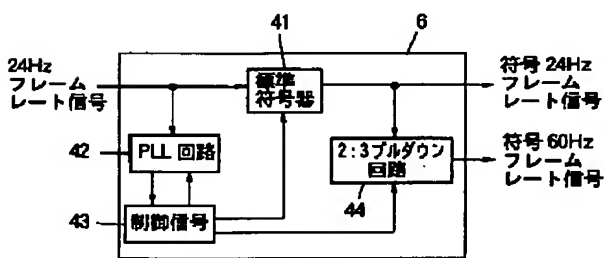 41
6
24Hz
フレーム
レート信号
標準
符号器
符号 24Hz
フレーム
レート信号
42
PLL 回路
2:3プルダウン
回路
符号 60Hz
フレーム
レート信号
43
制御信号
44